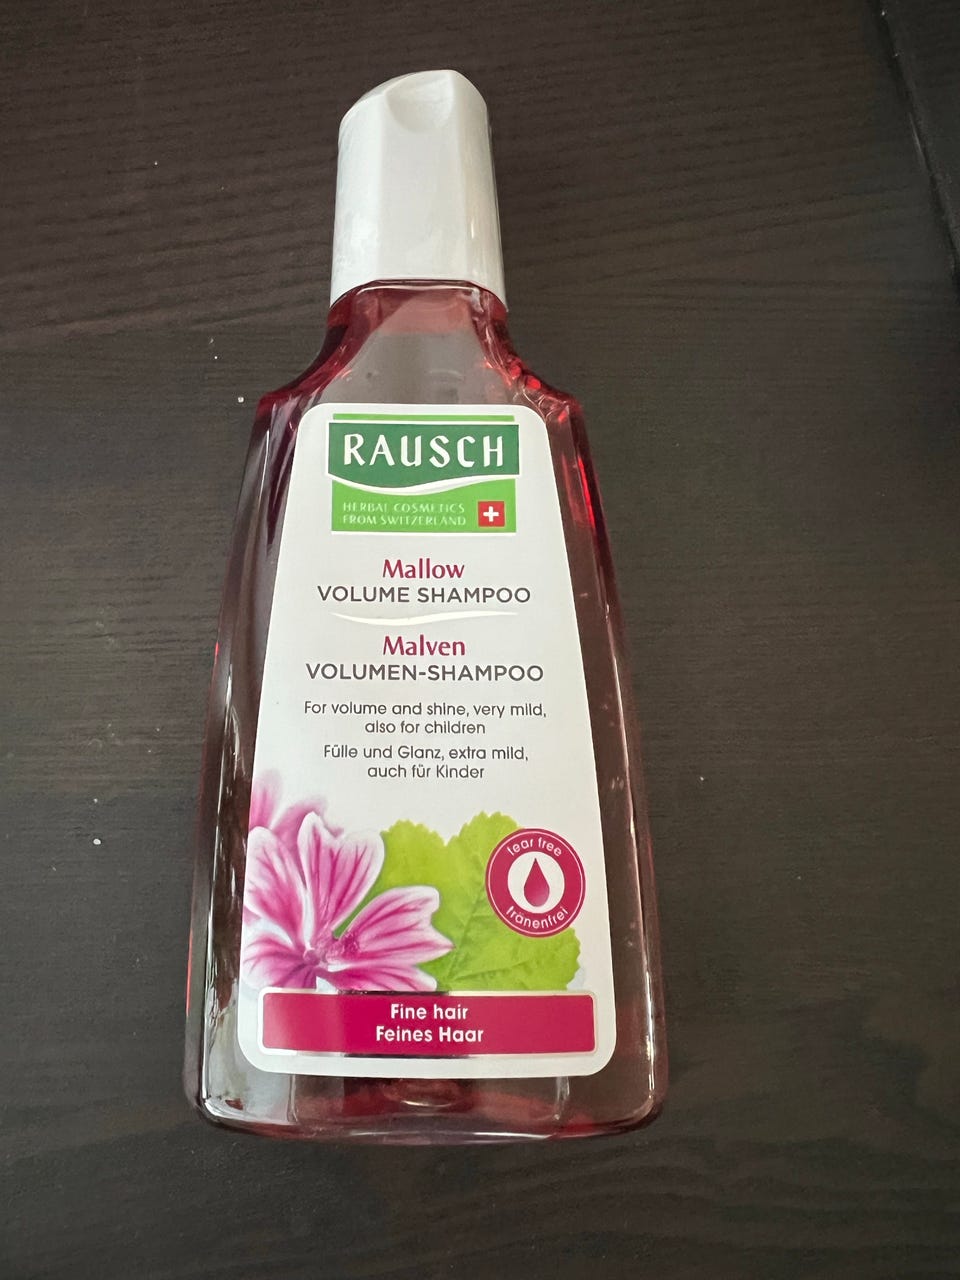 RAUSCH
HERBAL COSMETICS
FROM SWITZERLAND
Mallow
VOLUME SHAMPOO
Malven
VOLUMEN-SHAMPOO
For volume and shine, very mild,
also for children
Fülle und Glanz, extra mild,
auch für Kinder
tear free
tränenfrei
Fine hair
Feines Haar